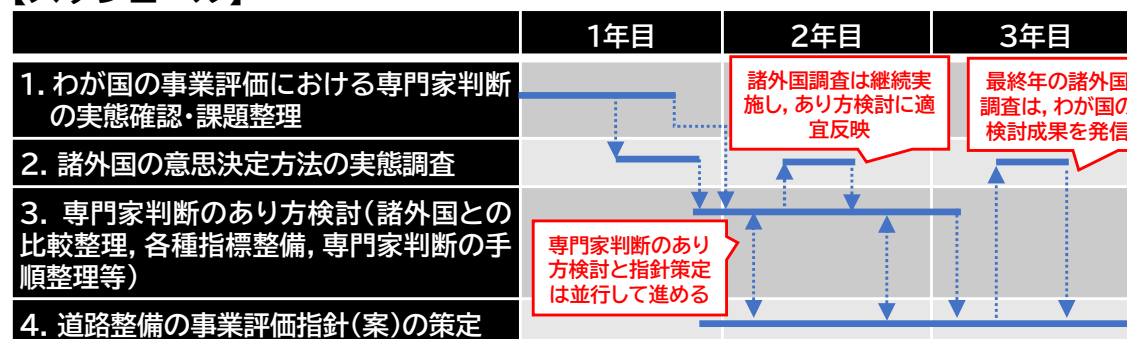 1年目 2年目 3年目
1. わが国の事業評価における専門家判断
の実態確認・課題整理
諸外国調査は継続実
施し, あり方検討に適
宜反映
最終年の諸外国
調査は, わが国の
検討成果を発信
2. 諸外国の意思決定方法の実態調査
3. 専門家判断のあり方検討(諸外国との
比較整理, 各種指標整備, 専門家判断の手
順整理等)
専門家判断のあり
方検討と指針策定
は並行して進める
4. 道路整備の事業評価指針(案)の策定